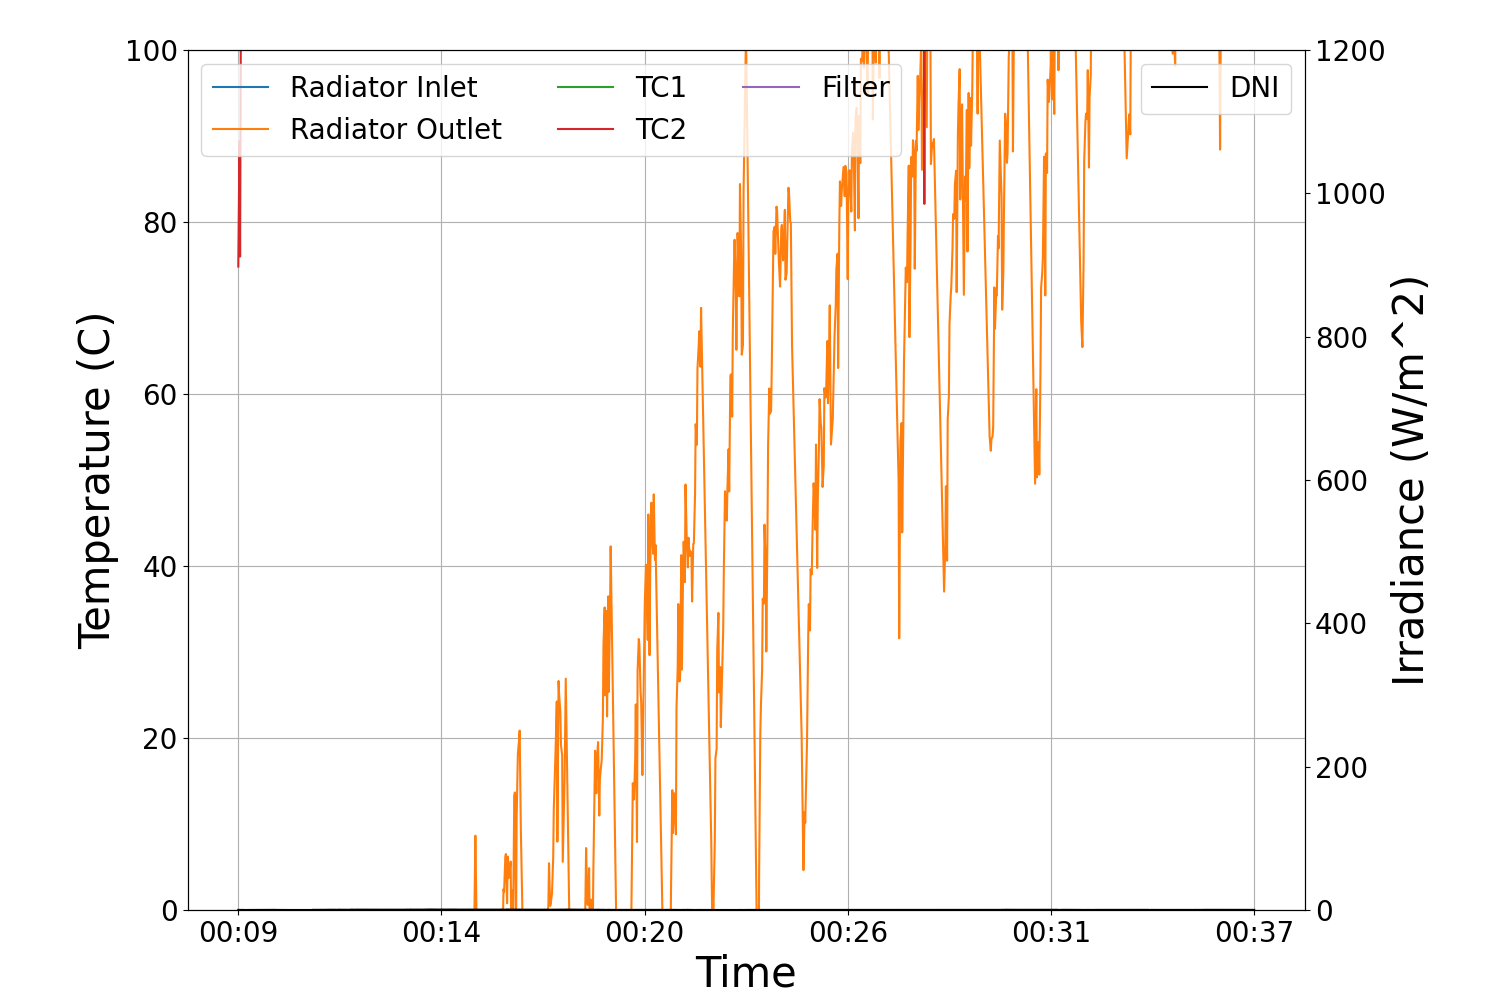 100
80
60
40
20
0
Temperature (C)
Radiator Inlet
Radiator Outlet
TC1
TC2
Filter
DNI
1200
1000
800
600
400
200
0
Irradiance (W/m^2)
00:09 00:14 00:20 00:26 00:31 00:37
Time